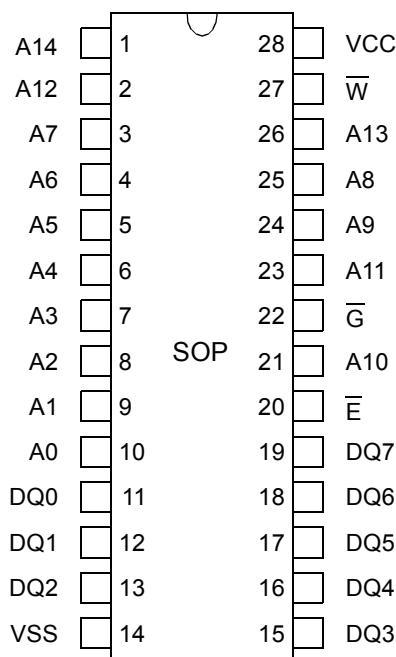 A14 1 28 VCC
A12 2 27 W̅
A7 3 26 A13
A6 4 25 A8
A5 5 24 A9
A4 6 23 A11
A3 7 22 G̅
A2 8 SOP 21 A10
A1 9 20 E̅
A0 10 19 DQ7
DQ0 11 18 DQ6
DQ1 12 17 DQ5
DQ2 13 16 DQ4
VSS 14 15 DQ3